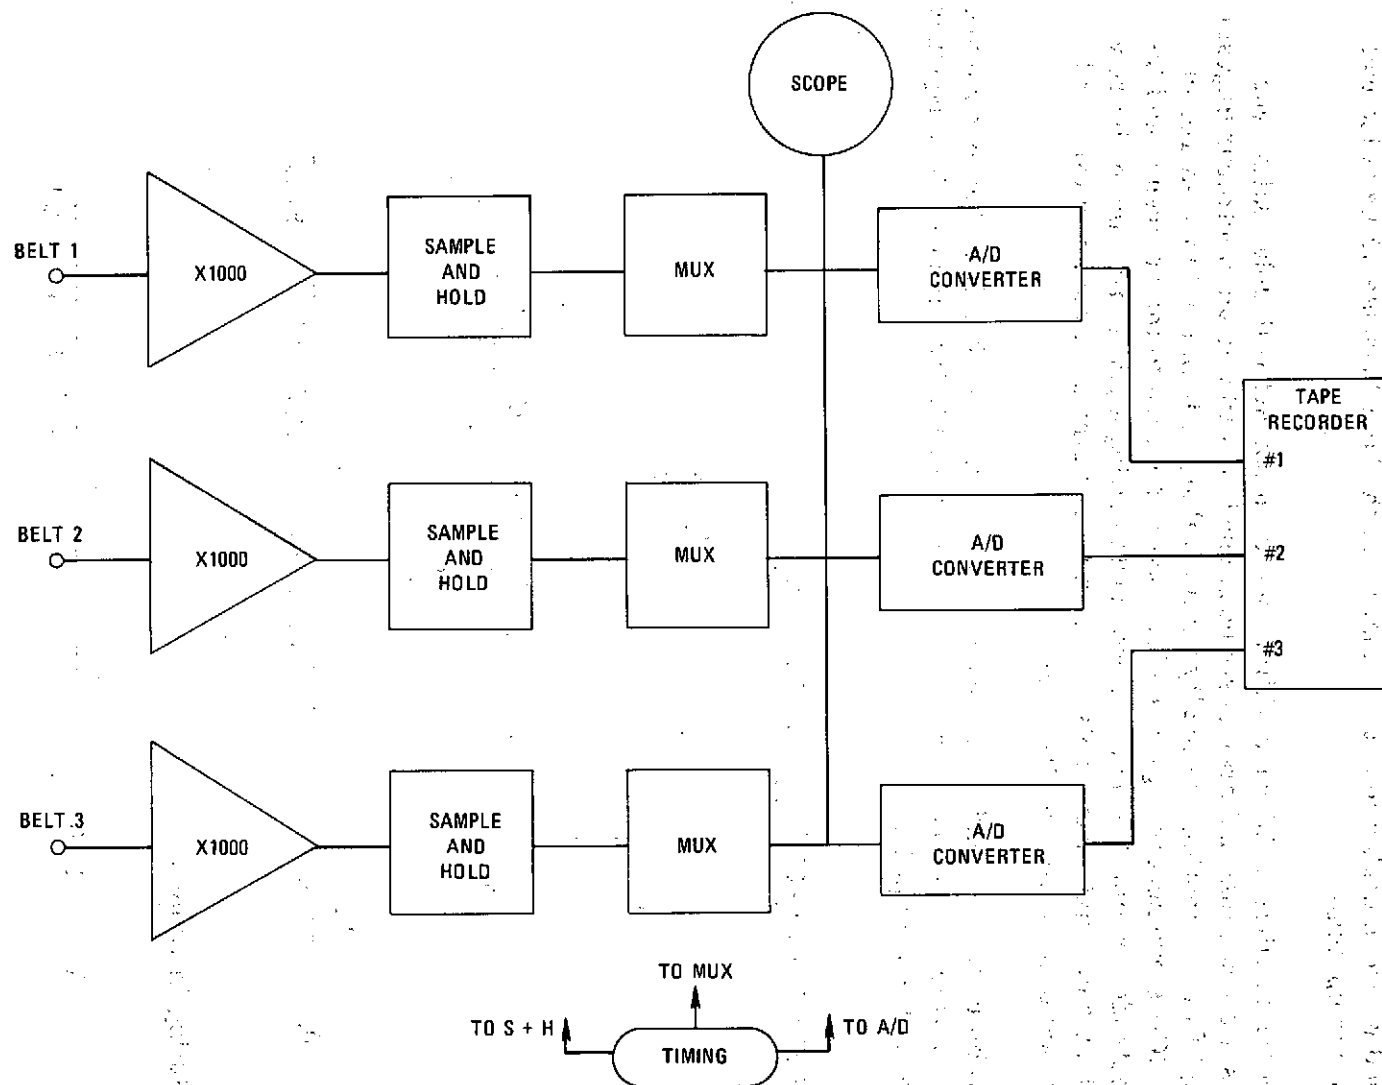 SCOPE
BELT 1
X1000
SAMPLE
AND
HOLD
MUX
A/D
CONVERTER
TAPE
RECORDER
#1
BELT 2
X1000
SAMPLE
AND
HOLD
MUX
A/D
CONVERTER
#2
#3
BELT.3
X1000
SAMPLE
AND
HOLD
MUX
A/D
CONVERTER
TO MUX
TO S + H
TO A/D
TIMING